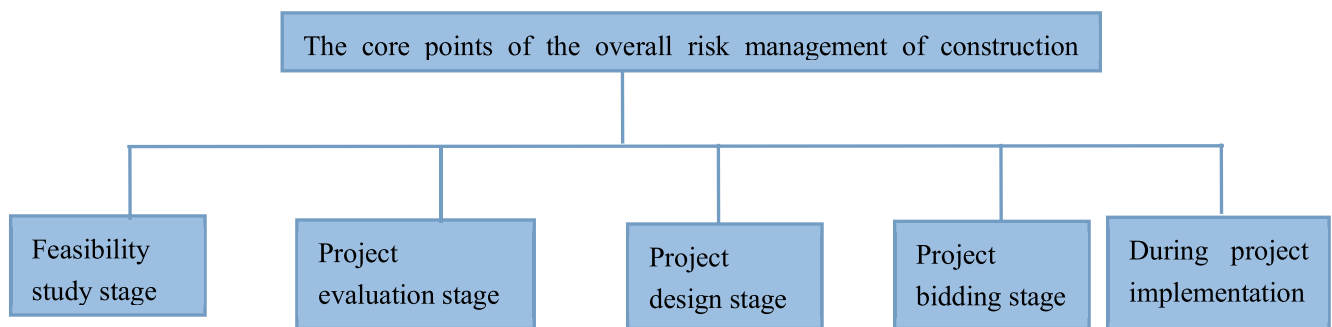 The core points of the overall risk management of construction
Feasibility
study stage
Project
evaluation stage
Project
design stage
Project
bidding stage
During project
implementation